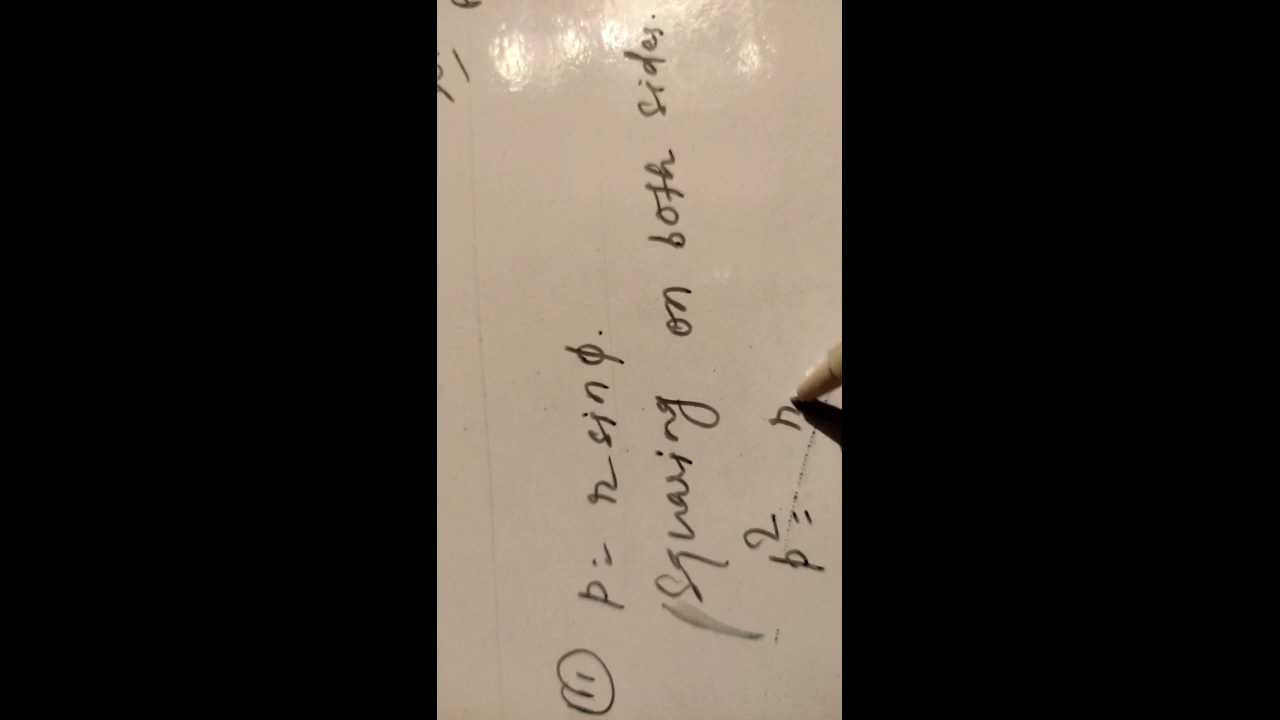 (ii) p = r sin φ.
Squaring on both sides.
p² = r